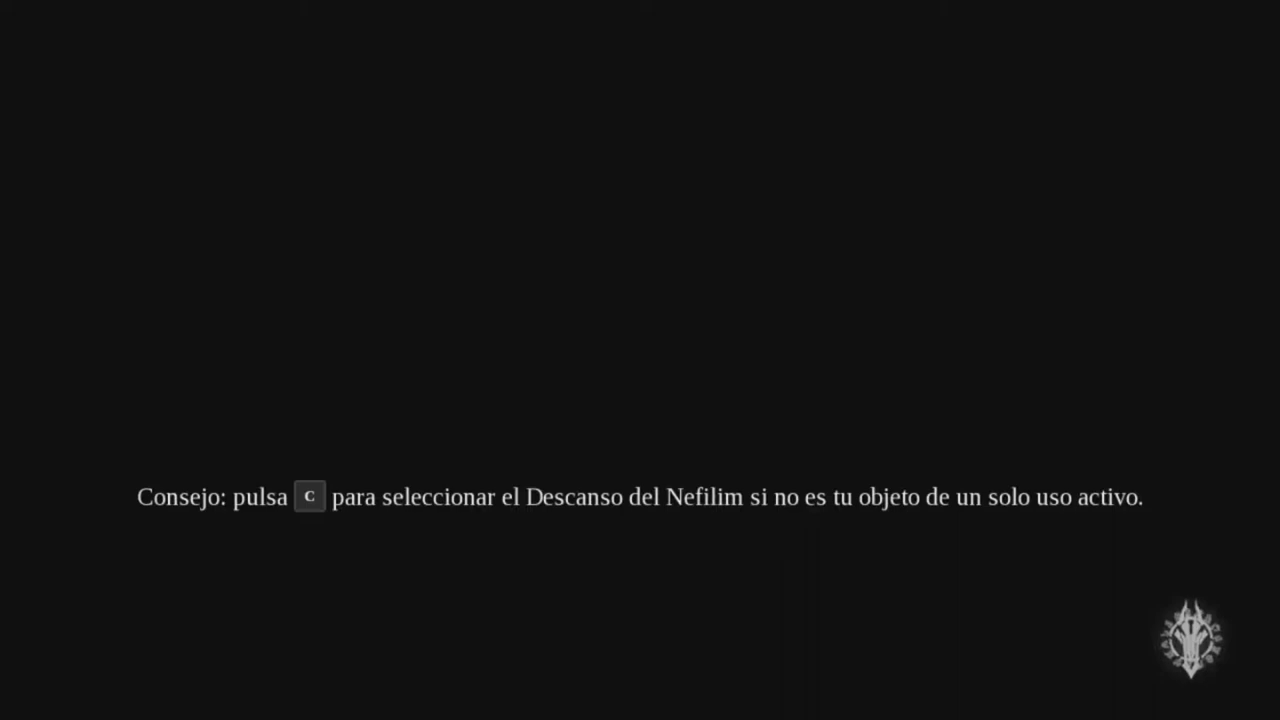 Consejo: pulsa C para seleccionar el Descanso del Nefilim si no es tu objeto de un solo uso activo.